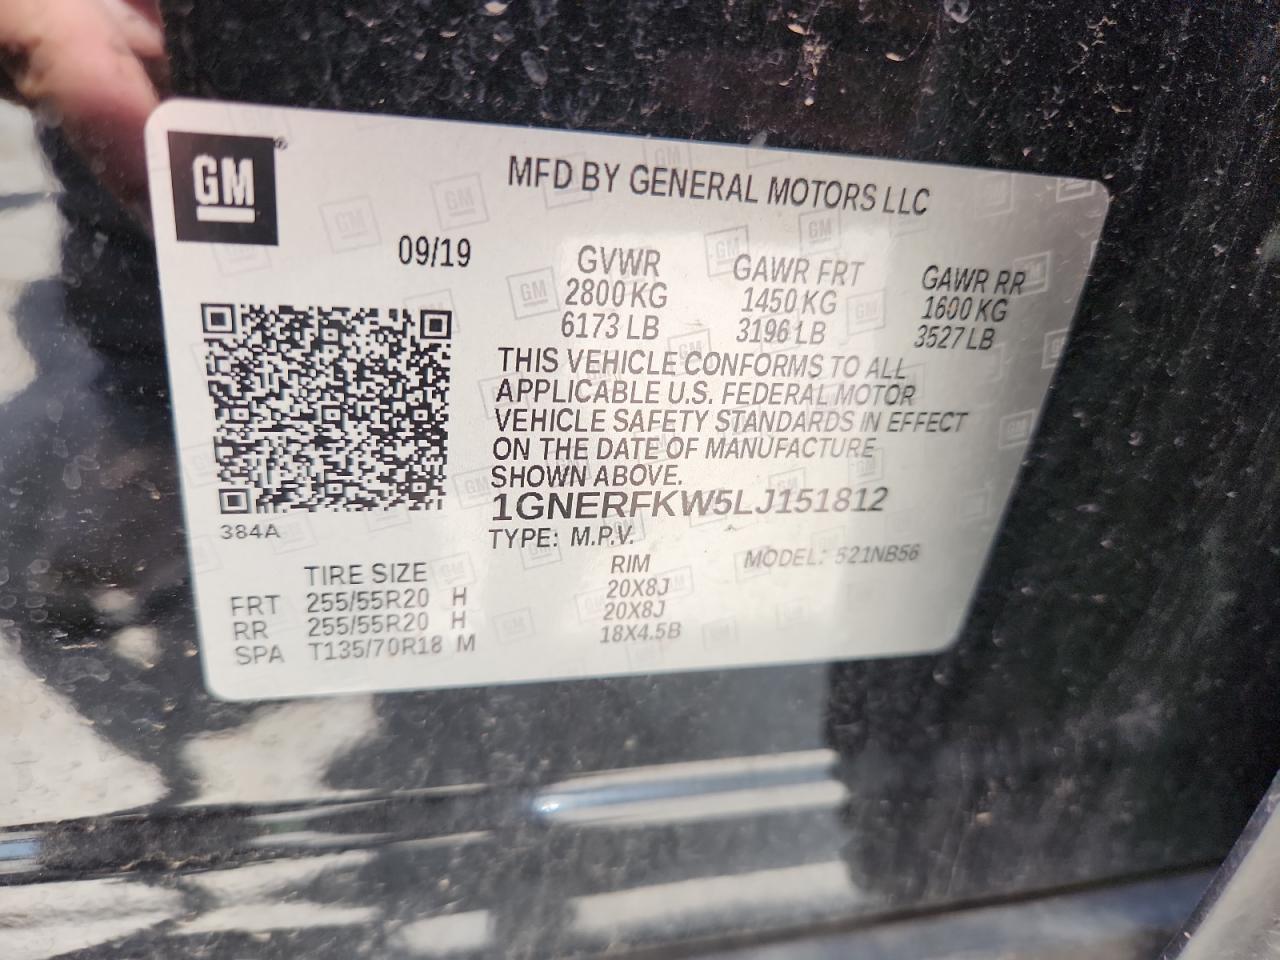 GM
MFD BY GENERAL MOTORS LLC
09/19
GVWR GAWR FRT GAWR RR
2800 KG 1450 KG 1600 KG
6173 LB 3196 LB 3527 LB
THIS VEHICLE CONFORMS TO ALL
APPLICABLE U.S. FEDERAL MOTOR
VEHICLE SAFETY STANDARDS IN EFFECT
ON THE DATE OF MANUFACTURE
SHOWN ABOVE.
1GNERFKW5LJ151812
384A
TYPE: M.P.V. MODEL: 521NB56
TIRE SIZE RIM
FRT 255/55R20 H 20X8J
RR 255/55R20 H 20X8J
SPA T135/70R18 M 18X4.5B